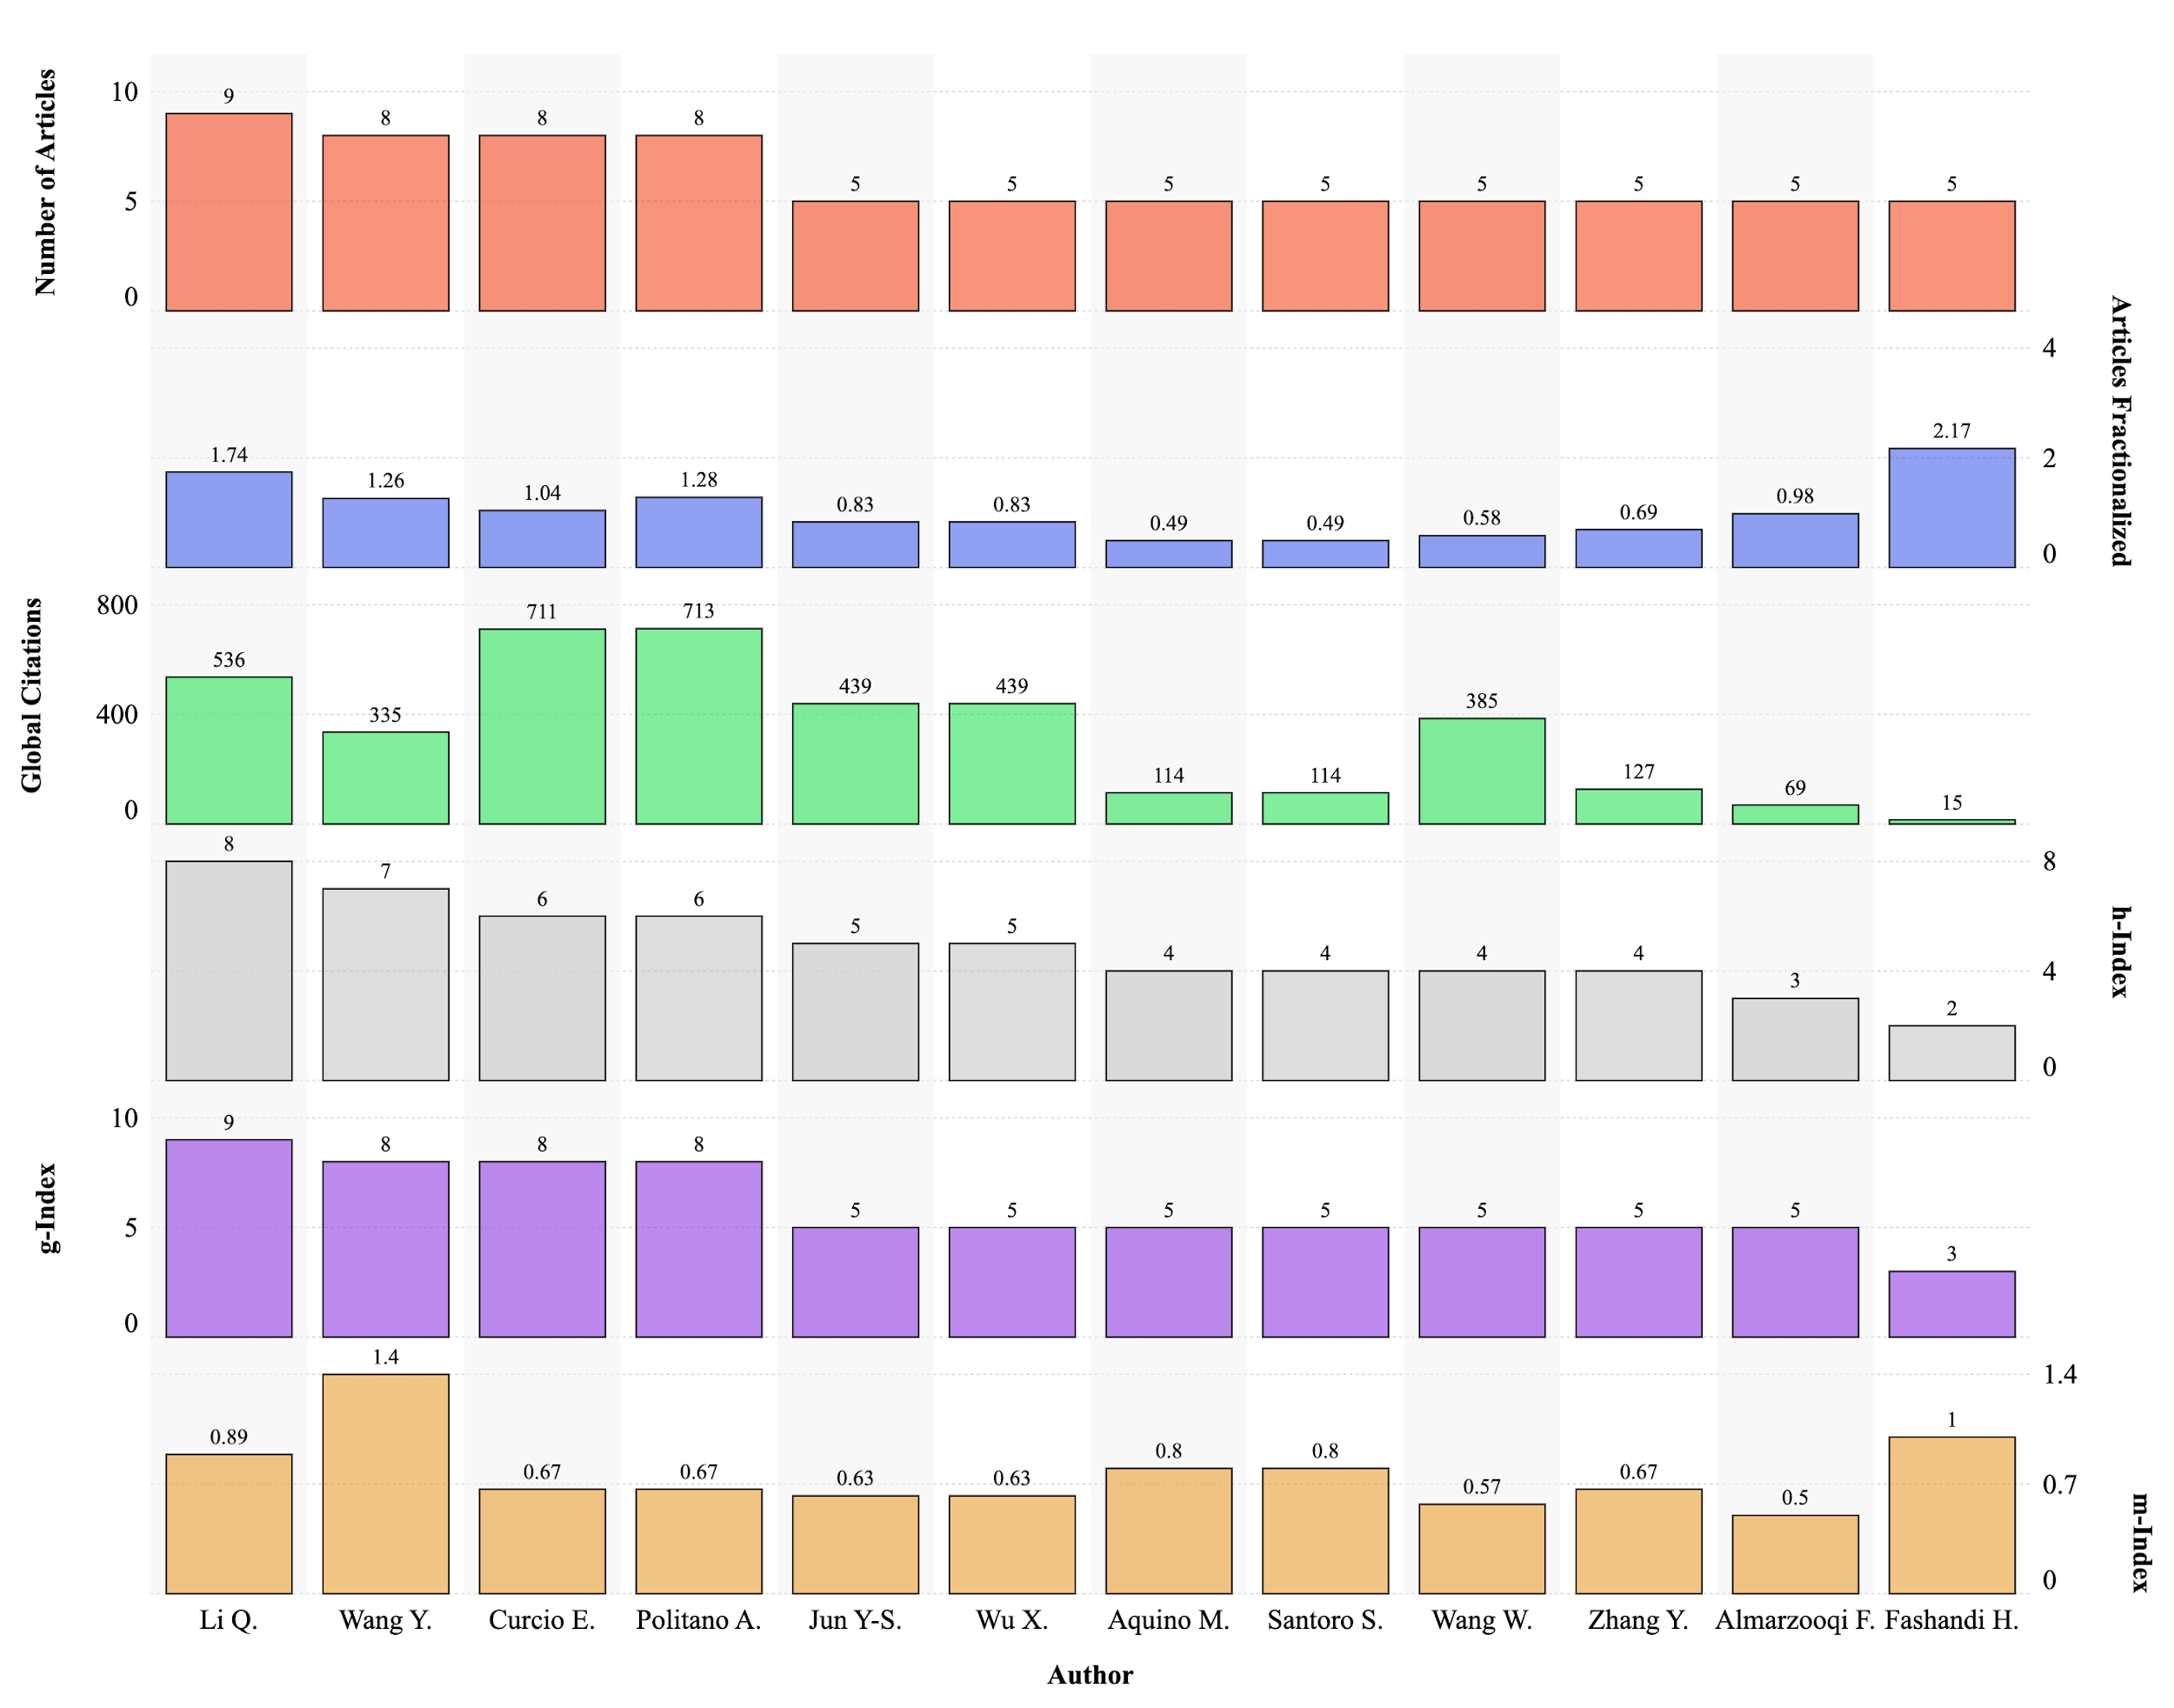 Number of Articles
10
5
0
9 8 8 8 5 5 5 5 5 5 5 5
Articles Fractionalized
4
2
0
1.74 1.26 1.04 1.28 0.83 0.83 0.49 0.49 0.58 0.69 0.98 2.17
Global Citations
800
400
0
536 335 711 713 439 439 114 114 385 127 69 15
h-Index
8
4
0
8 7 6 6 5 5 4 4 4 4 3 2
g-Index
10
5
0
9 8 8 8 5 5 5 5 5 5 5 3
m-Index
1.4
0.7
0
0.89 1.4 0.67 0.67 0.63 0.63 0.8 0.8 0.57 0.67 0.5 1
Li Q. Wang Y. Curcio E. Politano A. Jun Y-S. Wu X. Aquino M. Santoro S. Wang W. Zhang Y. Almarzooqi F. Fashandi H.
Author